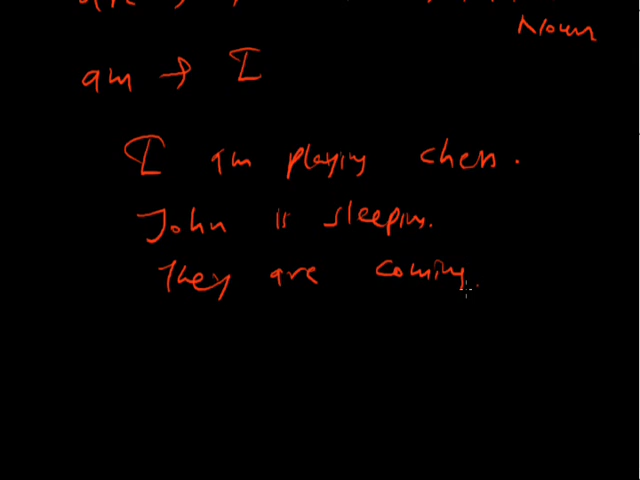 Noun
am → I
I am playing chess.
John is sleeping.
They are coming.